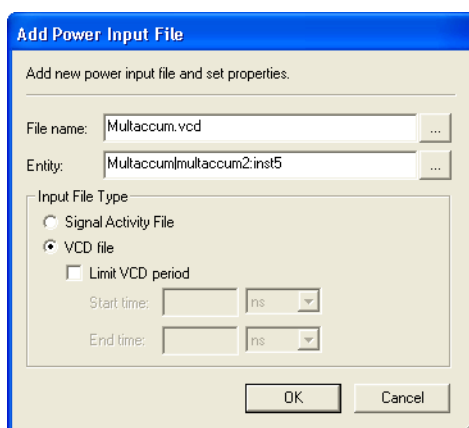 Add Power Input File
Add new power input file and set properties.
File name: Multaccum.vcd ...
Entity: Multaccum|multaccum2:inst5 ...
Input File Type
Signal Activity File
VCD file
Limit VCD period
Start time: ns
End time: ns
OK Cancel